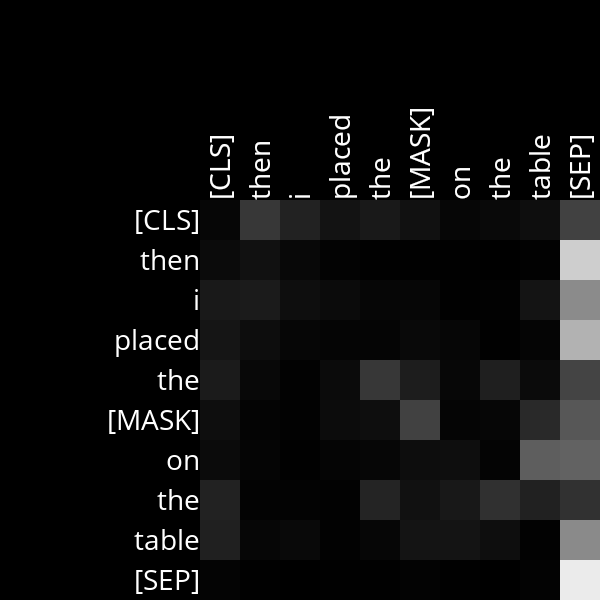 [CLS] then i placed the [MASK] on the table [SEP]
[CLS]
then
i
placed
the
[MASK]
on
the
table
[SEP]